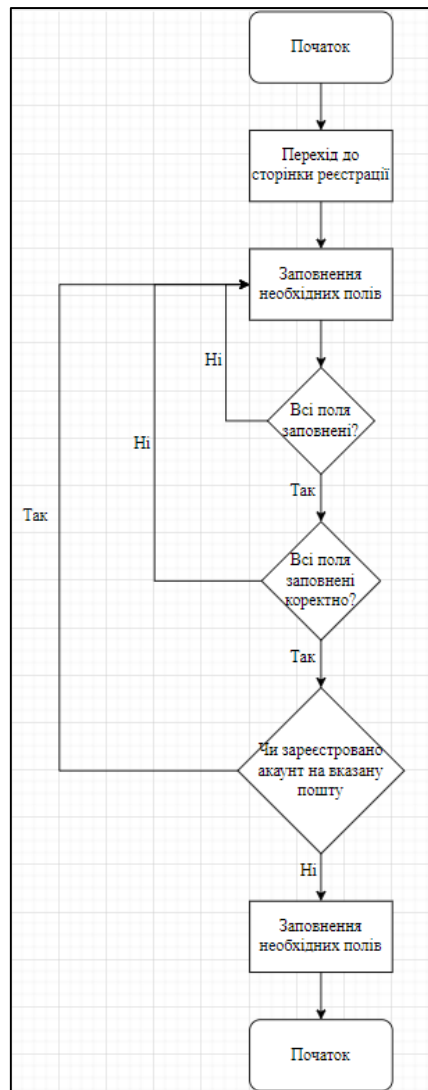 Початок
Перехід до
сторінки реєстрації
Заповнення
необхідних полів
Ні
Всі поля
заповнені?
Ні
Так
Так
Всі поля
заповнені
коректно?
Так
Чи зареєстровано
акаунт на вказану
пошту
Ні
Заповнення
необхідних полів
Початок